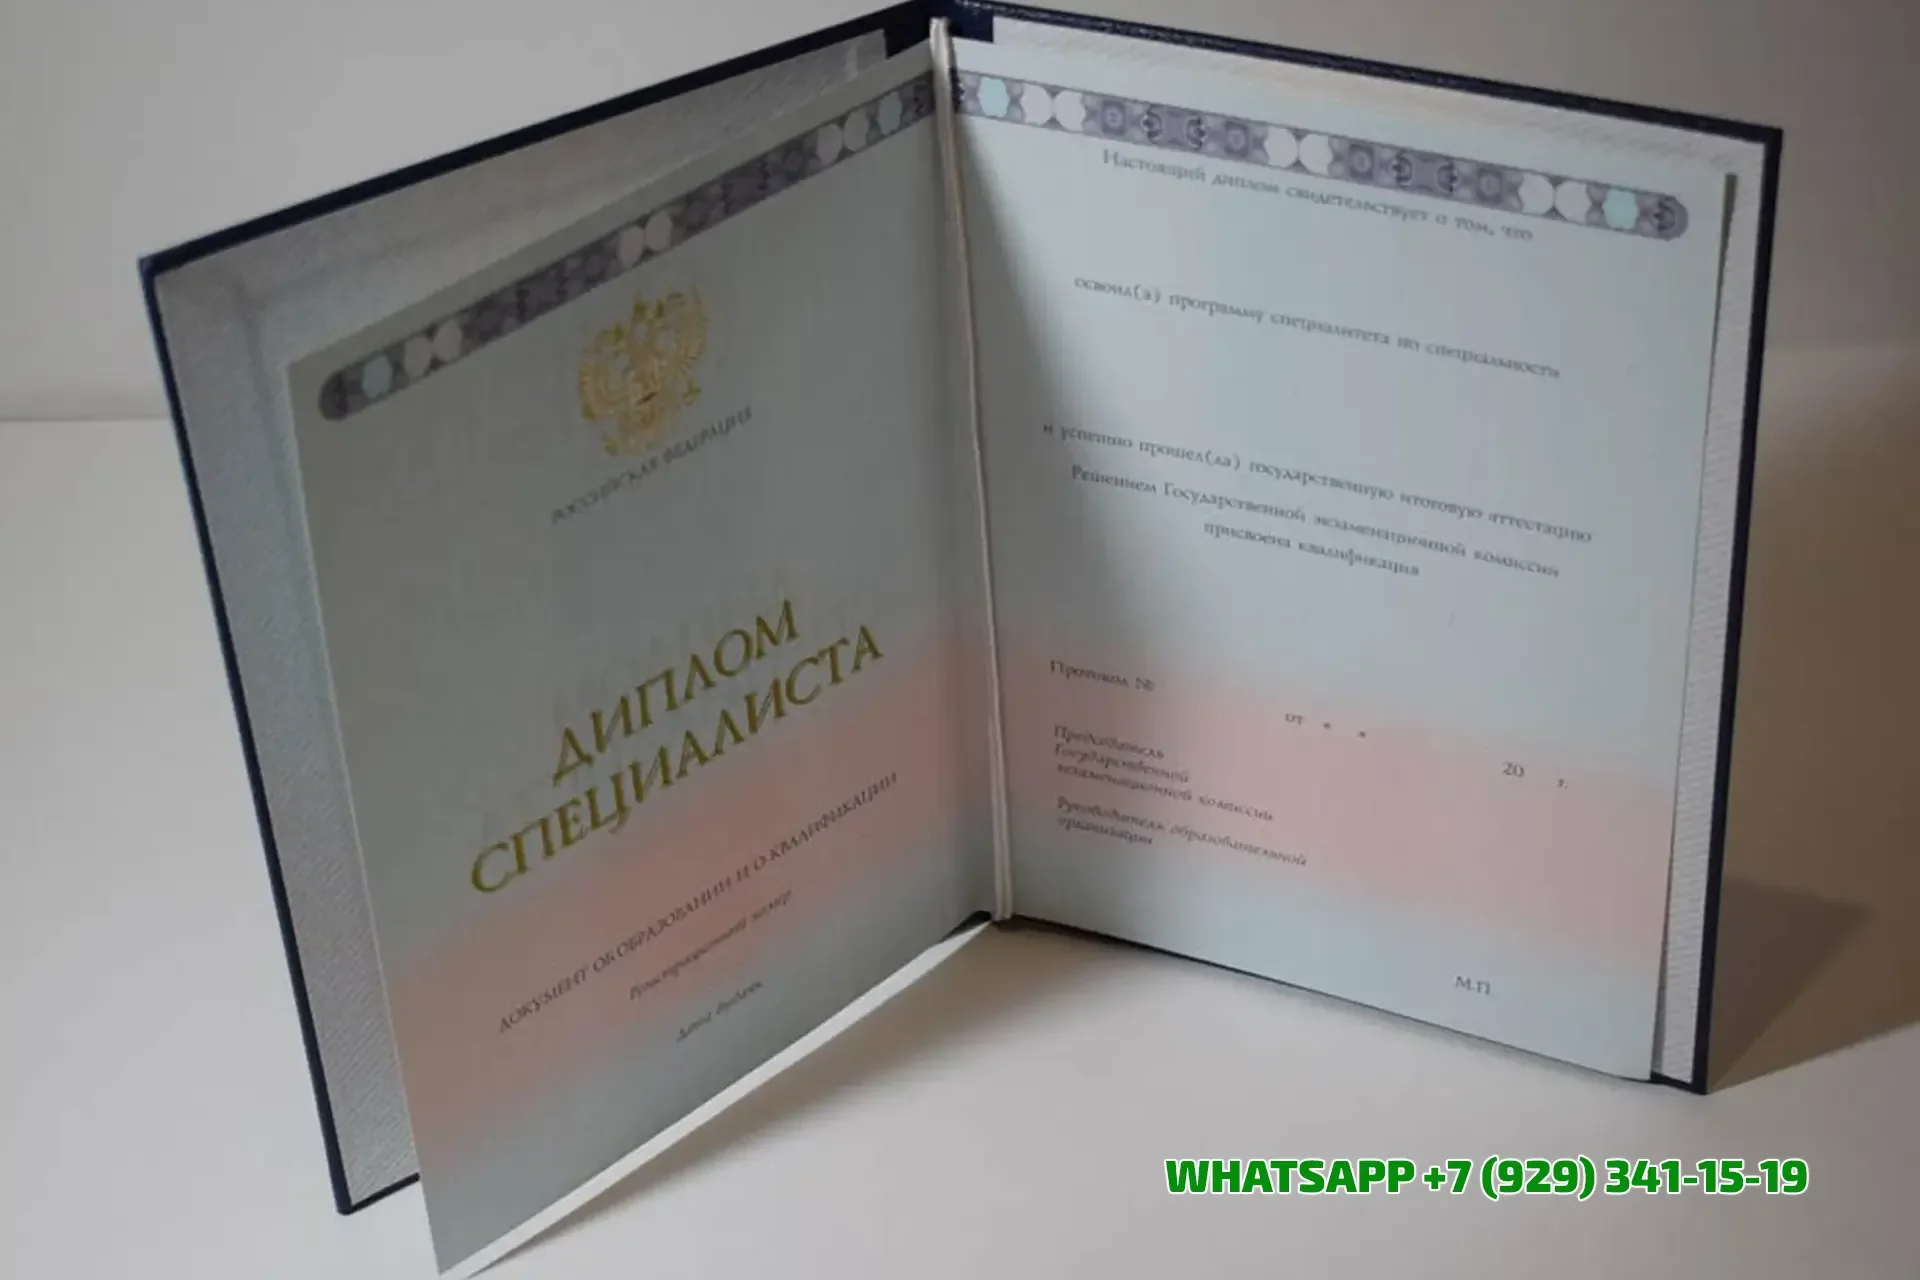 РОССИЙСКАЯ ФЕДЕРАЦИЯ
ДИПЛОМ
СПЕЦИАЛИСТА
ДОКУМЕНТ ОБ ОБРАЗОВАНИИ И О КВАЛИФИКАЦИИ
Регистрационный номер
Дата выдачи
Настоящий диплом свидетельствует о том, что
освоил(а) программу специалитета по специальности
и успешно прошел(ла) государственную итоговую аттестацию
Решением Государственной экзаменационной комиссии
присвоена квалификация
Протокол №
от « » 20 г.
Председатель
Государственной
экзаменационной комиссии
Руководитель образовательной
организации
М.П.
WHATSAPP +7 (929) 341-15-19